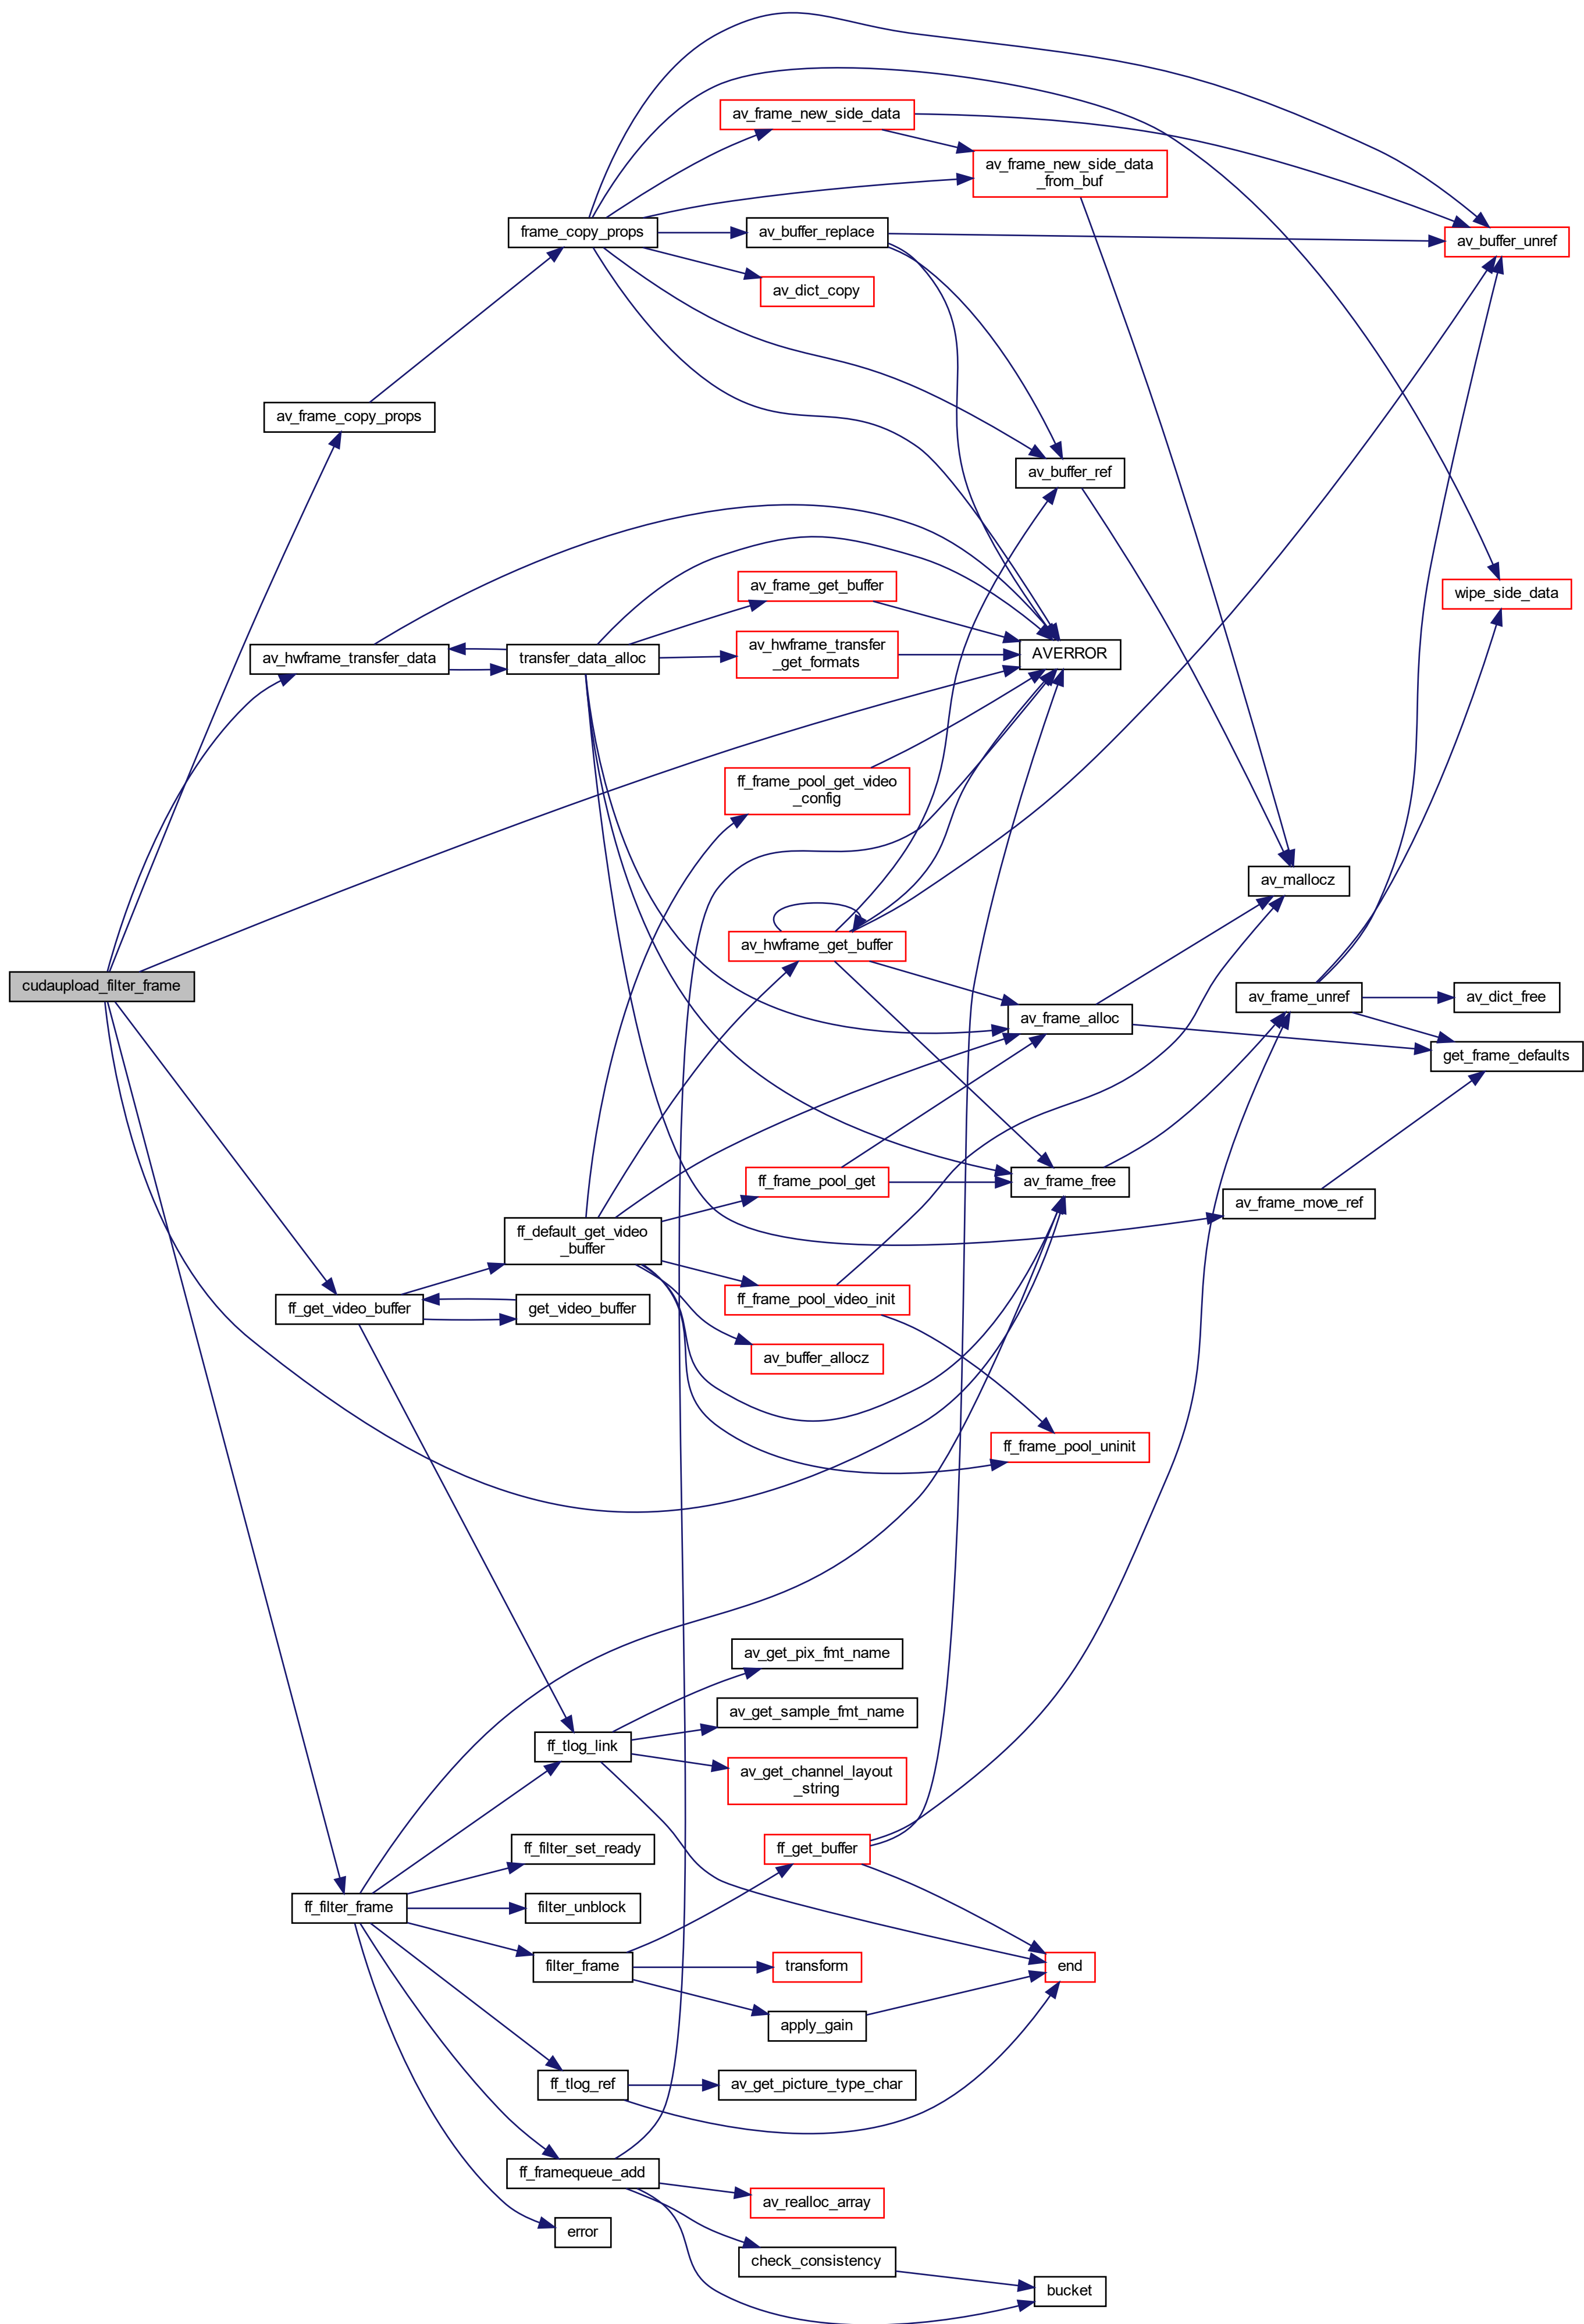 av_frame_new_side_data
av_frame_new_side_data
_from_buf
frame_copy_props
av_buffer_replace
av_buffer_unref
av_dict_copy
av_frame_copy_props
av_buffer_ref
av_frame_get_buffer
wipe_side_data
av_hwframe_transfer_data
transfer_data_alloc
av_hwframe_transfer
_get_formats
AVERROR
ff_frame_pool_get_video
_config
av_mallocz
av_hwframe_get_buffer
cudaupload_filter_frame
av_frame_unref
av_dict_free
av_frame_alloc
get_frame_defaults
ff_frame_pool_get
av_frame_free
av_frame_move_ref
ff_default_get_video
_buffer
ff_get_video_buffer
get_video_buffer
ff_frame_pool_video_init
av_buffer_allocz
ff_frame_pool_uninit
av_get_pix_fmt_name
av_get_sample_fmt_name
ff_tlog_link
av_get_channel_layout
_string
ff_filter_set_ready
ff_get_buffer
ff_filter_frame
filter_unblock
filter_frame
transform
end
apply_gain
ff_tlog_ref
av_get_picture_type_char
ff_framequeue_add
av_realloc_array
error
check_consistency
bucket